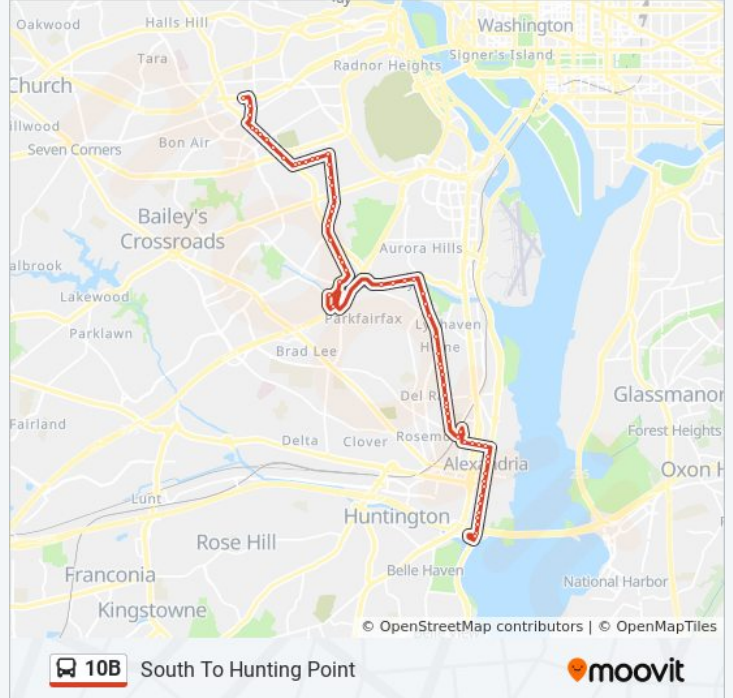 Oakwood
Halls Hill
Washington
Signer's Island
Tara
Radnor Heights
Church
illwood
Bon Air
Seven Corners
Bailey's
Crossroads
Aurora Hills
albrook
Lakewood
Parkfairfax
Parklawn
Brad Lee
Del R
Glassmanor
Fairland
Forest Heights
Rosem
Delta
Clover
Alexandria
Oxon H
Lunt
Huntington
Rose Hill
Belle Haven
Franconia
National Harbor
Kingstowne
© OpenStreetMap contributors | © OpenMapTiles
10B South To Hunting Point
moovit